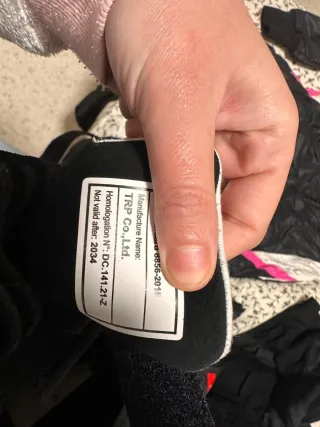 8856-2018
Manufacture Name:
TRP Co.,Ltd.
Homologation N°: DC.141.21-Z
Not valid after: 2034